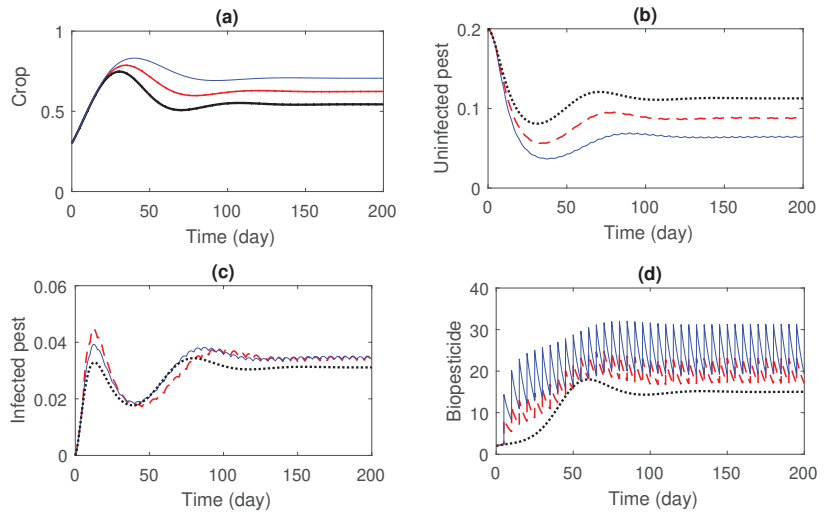 (a)
Crop
1
0.5
0
0 50 100 150 200
Time (day)
(b)
Uninfected pest
0.2
0.1
0
0 50 100 150 200
Time (day)
(c)
Infected pest
0.06
0.04
0.02
0
0 50 100 150 200
Time (day)
(d)
Biopesticide
40
30
20
10
0
0 50 100 150 200
Time (day)